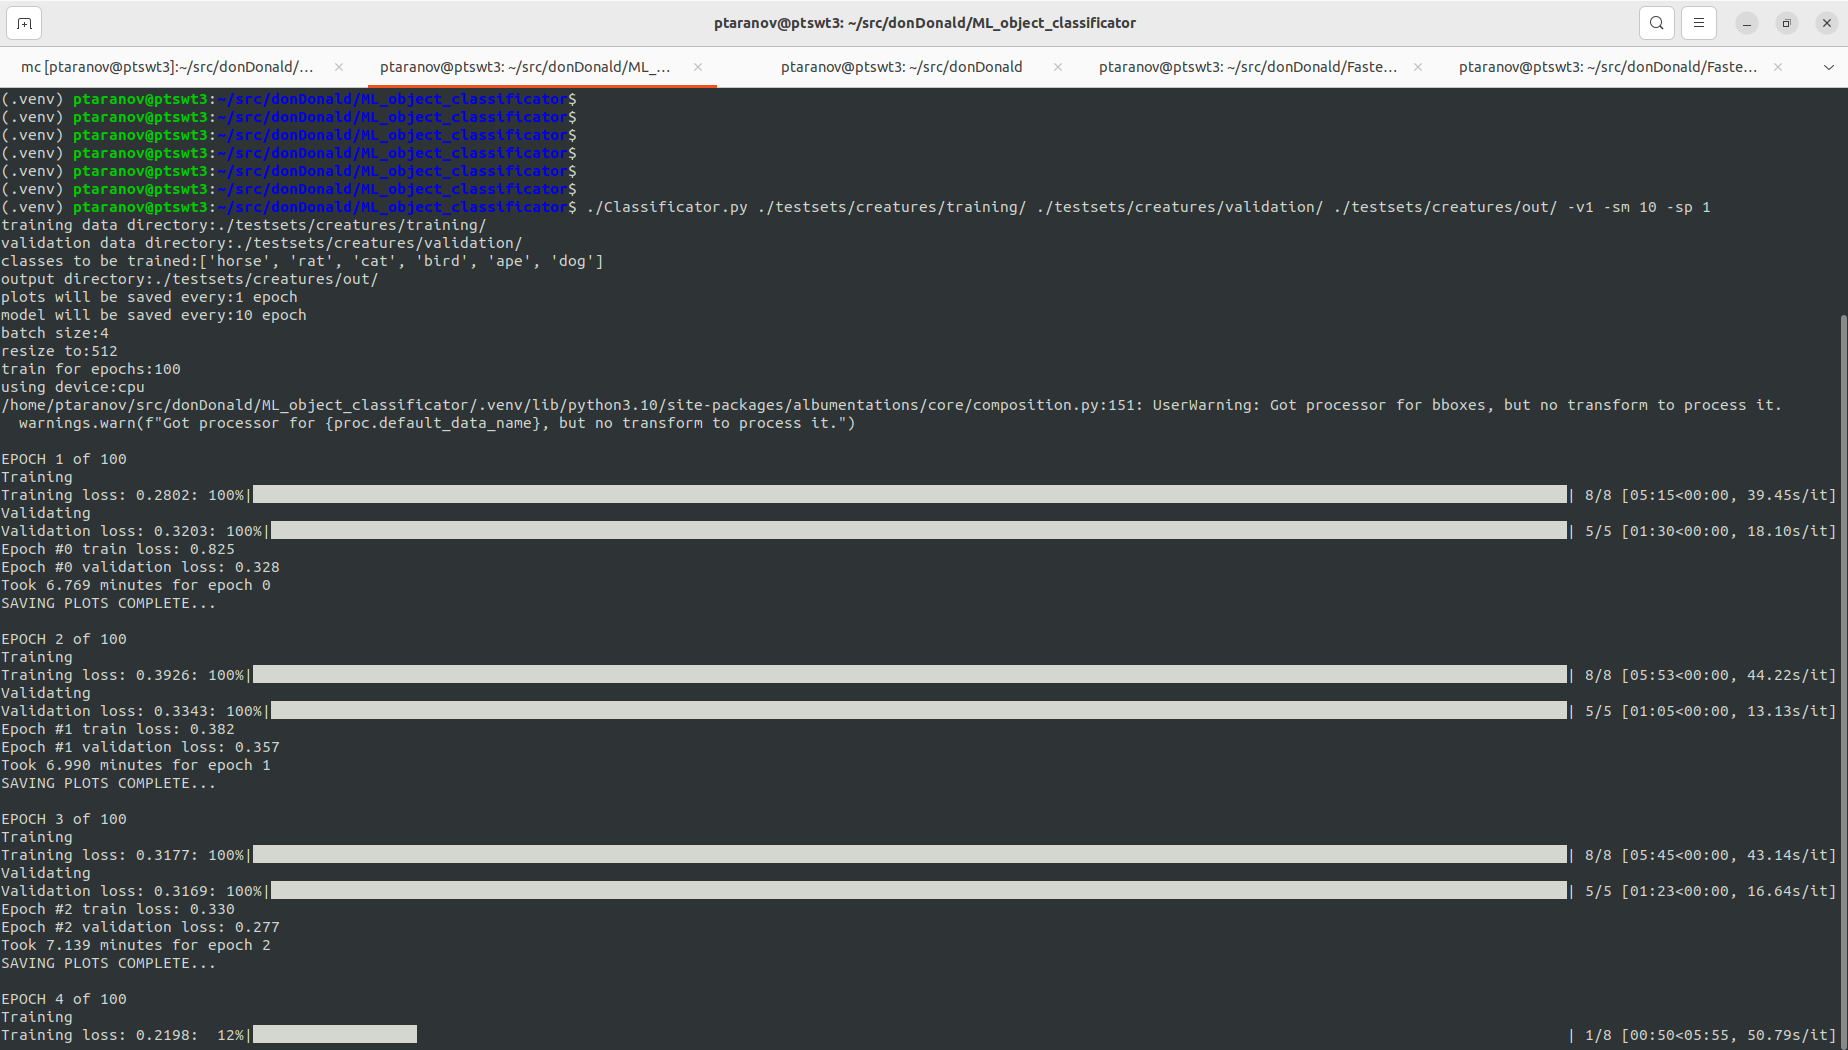 ptaranov@ptswt3: ~/src/donDonald/ML_object_classificator
mc [ptaranov@ptswt3]:~/src/donDonald/... × ptaranov@ptswt3: ~/src/donDonald/ML_... × ptaranov@ptswt3: ~/src/donDonald × ptaranov@ptswt3: ~/src/donDonald/Faste... × ptaranov@ptswt3: ~/src/donDonald/Faste... ×
(.venv) ptaranov@ptswt3:~/src/donDonald/ML_object_classificator$
(.venv) ptaranov@ptswt3:~/src/donDonald/ML_object_classificator$
(.venv) ptaranov@ptswt3:~/src/donDonald/ML_object_classificator$
(.venv) ptaranov@ptswt3:~/src/donDonald/ML_object_classificator$
(.venv) ptaranov@ptswt3:~/src/donDonald/ML_object_classificator$
(.venv) ptaranov@ptswt3:~/src/donDonald/ML_object_classificator$
(.venv) ptaranov@ptswt3:~/src/donDonald/ML_object_classificator$ ./Classificator.py ./testsets/creatures/training/ ./testsets/creatures/validation/ ./testsets/creatures/out/ -v1 -sm 10 -sp 1
training data directory:./testsets/creatures/training/
validation data directory:./testsets/creatures/validation/
classes to be trained:['horse', 'rat', 'cat', 'bird', 'ape', 'dog']
output directory:./testsets/creatures/out/
plots will be saved every:1 epoch
model will be saved every:10 epoch
batch size:4
resize to:512
train for epochs:100
using device:cpu
/home/ptaranov/src/donDonald/ML_object_classificator/.venv/lib/python3.10/site-packages/albumentations/core/composition.py:151: UserWarning: Got processor for bboxes, but no transform to process it.
  warnings.warn(f"Got processor for {proc.default_data_name}, but no transform to process it.")
EPOCH 1 of 100
Training
Training loss: 0.2802: 100%| | 8/8 [05:15<00:00, 39.45s/it]
Validating
Validation loss: 0.3203: 100%| | 5/5 [01:30<00:00, 18.10s/it]
Epoch #0 train loss: 0.825
Epoch #0 validation loss: 0.328
Took 6.769 minutes for epoch 0
SAVING PLOTS COMPLETE...
EPOCH 2 of 100
Training
Training loss: 0.3926: 100%| | 8/8 [05:53<00:00, 44.22s/it]
Validating
Validation loss: 0.3343: 100%| | 5/5 [01:05<00:00, 13.13s/it]
Epoch #1 train loss: 0.382
Epoch #1 validation loss: 0.357
Took 6.990 minutes for epoch 1
SAVING PLOTS COMPLETE...
EPOCH 3 of 100
Training
Training loss: 0.3177: 100%| | 8/8 [05:45<00:00, 43.14s/it]
Validating
Validation loss: 0.3169: 100%| | 5/5 [01:23<00:00, 16.64s/it]
Epoch #2 train loss: 0.330
Epoch #2 validation loss: 0.277
Took 7.139 minutes for epoch 2
SAVING PLOTS COMPLETE...
EPOCH 4 of 100
Training
Training loss: 0.2198:  12%| | 1/8 [00:50<05:55, 50.79s/it]